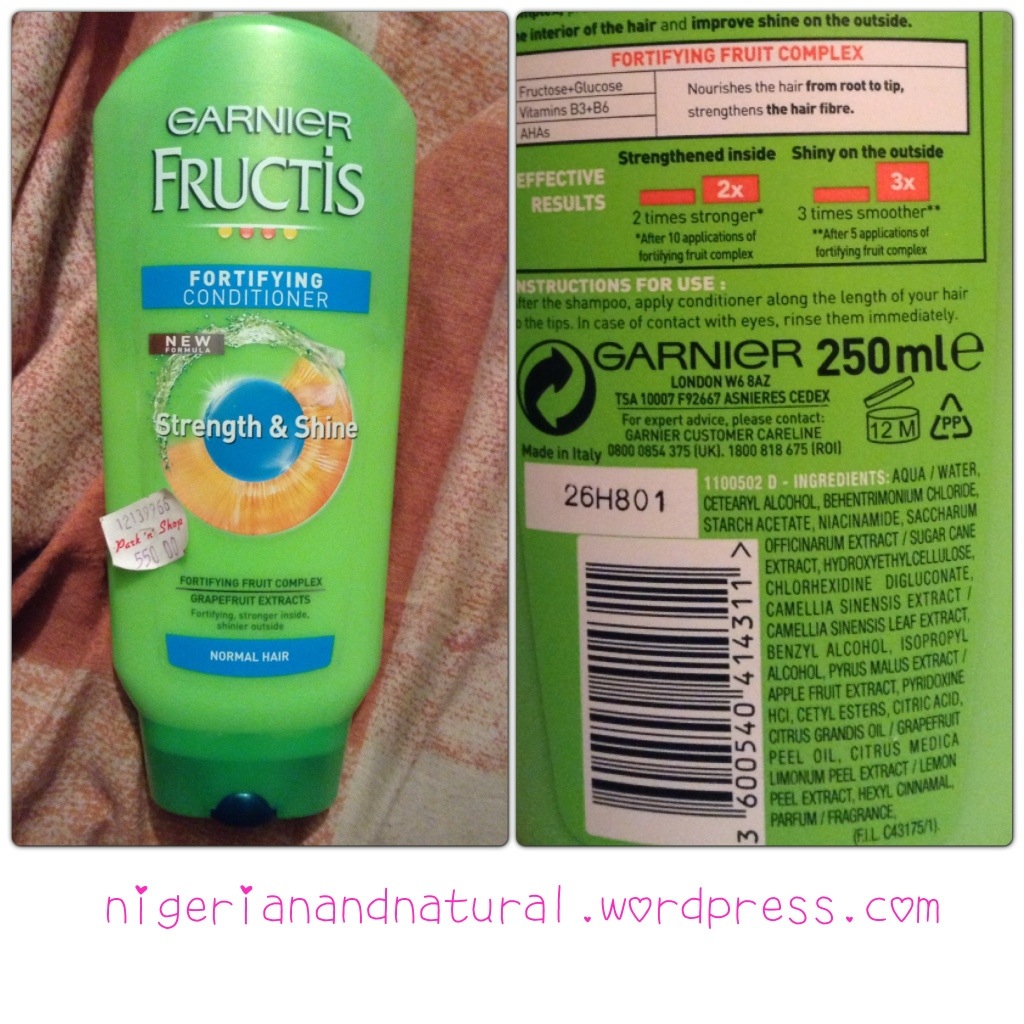 GARNIER
FRUCTIS
FORTIFYING
CONDITIONER
NEW
FORMULA
Strength & Shine
12139760
Park 'n' Shop
550 00
FORTIFYING FRUIT COMPLEX
GRAPEFRUIT EXTRACTS
Fortifying, stronger inside,
shinier outside
NORMAL HAIR
interior of the hair and improve shine on the outside.
FORTIFYING FRUIT COMPLEX
Fructose+Glucose
Vitamins B3+B6
AHAs
Nourishes the hair from root to tip,
strengthens the hair fibre.
EFFECTIVE
RESULTS
Strengthened inside
2x
2 times stronger*
*After 10 applications of
fortifying fruit complex
Shiny on the outside
3x
3 times smoother**
**After 5 applications of
fortifying fruit complex
NSTRUCTIONS FOR USE :
fter the shampoo, apply conditioner along the length of your hair
o the tips. In case of contact with eyes, rinse them immediately.
GARNIER 250 ml e
LONDON W6 8AZ
TSA 10007 F92667 ASNIERES CEDEX
For expert advice, please contact:
GARNIER CUSTOMER CARELINE
0800 0854 375 (UK). 1800 818 675 (ROI)
Made in Italy
12 M
PP
26H801
1100502 D - INGREDIENTS: AQUA / WATER,
CETEARYL ALCOHOL, BEHENTRIMONIUM CHLORIDE,
STARCH ACETATE, NIACINAMIDE, SACCHARUM
OFFICINARUM EXTRACT / SUGAR CANE
EXTRACT, HYDROXYETHYLCELLULOSE,
CHLORHEXIDINE DIGLUCONATE,
CAMELLIA SINENSIS EXTRACT /
CAMELLIA SINENSIS LEAF EXTRACT,
BENZYL ALCOHOL, ISOPROPYL
ALCOHOL, PYRUS MALUS EXTRACT /
APPLE FRUIT EXTRACT, PYRIDOXINE
HCl, CETYL ESTERS, CITRIC ACID,
CITRUS GRANDIS OIL / GRAPEFRUIT
PEEL OIL, CITRUS MEDICA
LIMONUM PEEL EXTRACT / LEMON
PEEL EXTRACT, HEXYL CINNAMAL,
PARFUM / FRAGRANCE,
(F.I.L. C43175/1).
3 600540 414311 >
nigerianandnatural.wordpress.com